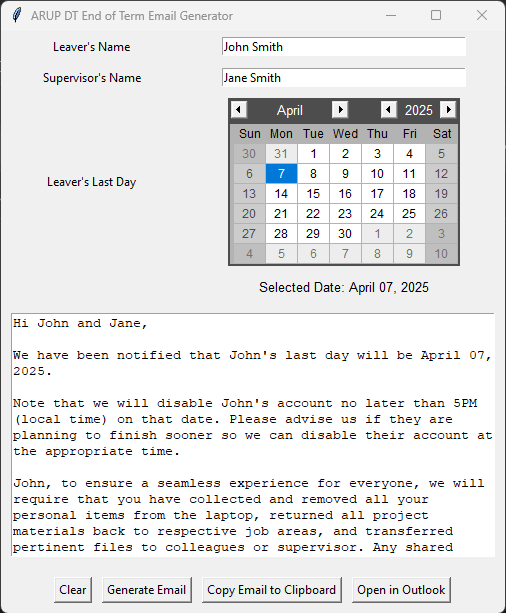 ARUP DT End of Term Email Generator
Leaver's Name
John Smith
Supervisor's Name
Jane Smith
Leaver's Last Day
April 2025
Sun Mon Tue Wed Thu Fri Sat
30 31 1 2 3 4 5
6 7 8 9 10 11 12
13 14 15 16 17 18 19
20 21 22 23 24 25 26
27 28 29 30 1 2 3
4 5 6 7 8 9 10
Selected Date: April 07, 2025
Hi John and Jane,
We have been notified that John's last day will be April 07,
2025.
Note that we will disable John's account no later than 5PM
(local time) on that date. Please advise us if they are
planning to finish sooner so we can disable their account at
the appropriate time.
John, to ensure a seamless experience for everyone, we will
require that you have collected and removed all your
personal items from the laptop, returned all project
materials back to respective job areas, and transferred
pertinent files to colleagues or supervisor. Any shared
Clear
Generate Email
Copy Email to Clipboard
Open in Outlook